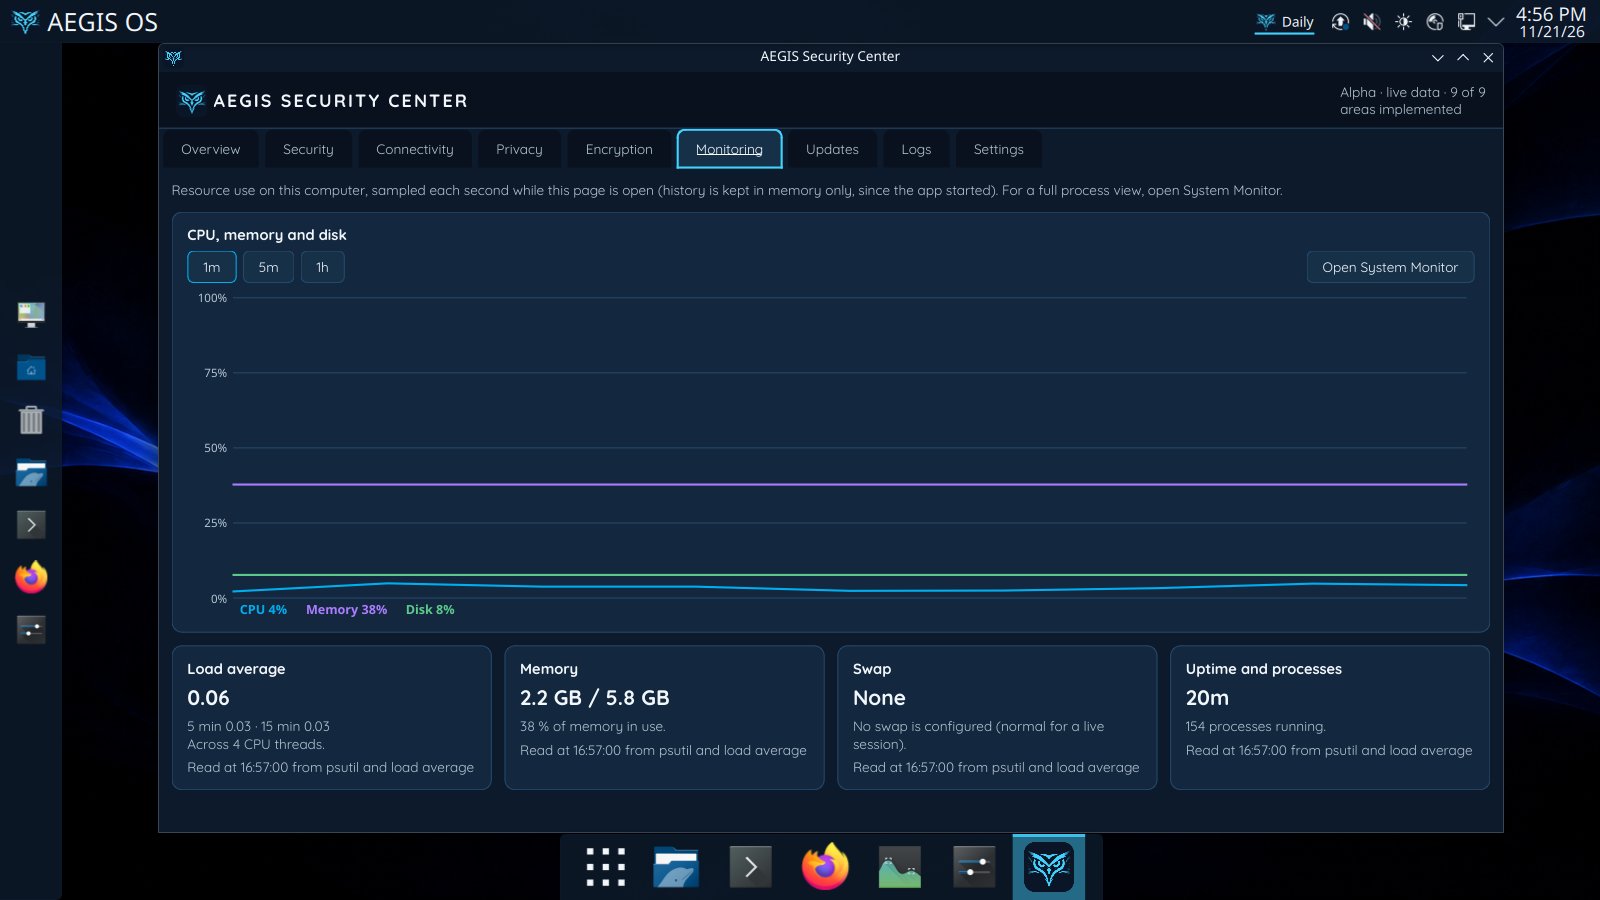 AEGIS OS
Daily
4:56 PM
11/21/26
AEGIS Security Center
AEGIS SECURITY CENTER
Alpha · live data · 9 of 9
areas implemented
Overview
Security
Connectivity
Privacy
Encryption
Monitoring
Updates
Logs
Settings
Resource use on this computer, sampled each second while this page is open (history is kept in memory only, since the app started). For a full process view, open System Monitor.
CPU, memory and disk
1m
5m
1h
Open System Monitor
100%
75%
50%
25%
0%
CPU 4%
Memory 38%
Disk 8%
Load average
0.06
5 min 0.03 · 15 min 0.03
Across 4 CPU threads.
Read at 16:57:00 from psutil and load average
Memory
2.2 GB / 5.8 GB
38 % of memory in use.
Read at 16:57:00 from psutil and load average
Swap
None
No swap is configured (normal for a live
session).
Read at 16:57:00 from psutil and load average
Uptime and processes
20m
154 processes running.
Read at 16:57:00 from psutil and load average